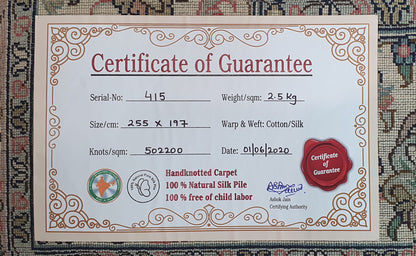 Certificate of Guarantee
Serial-No: 415
Weight/sqm: 2.5 Kg
Size/cm: 255 x 197
Warp & Weft: Cotton/Silk
Knots/sqm: 502200
Date: 01/06/2020
Handknotted Carpet
100 % Natural Silk Pile
100 % free of child labor
Certificate of
Guarantee
Ashok Jain
Certifying Authority